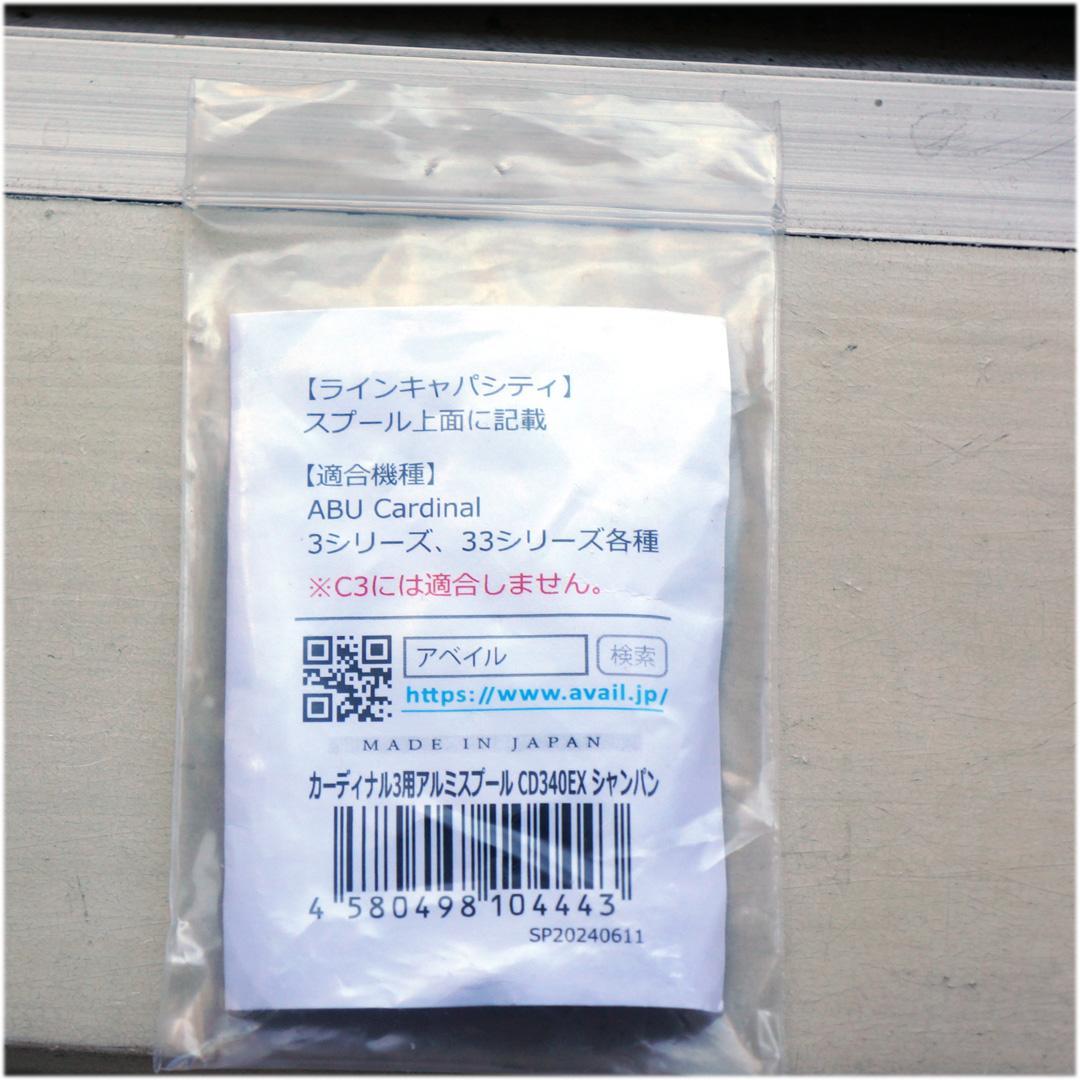 【ラインキャパシティ】
スプール上面に記載
【適合機種】
ABU Cardinal
3シリーズ、33シリーズ各種
※C3には適合しません。
アベイル 検索
https://www.avail.jp/
MADE IN JAPAN
カーディナル3用アルミスプール CD340EX シャンパン
4 580498 104443
SP20240611